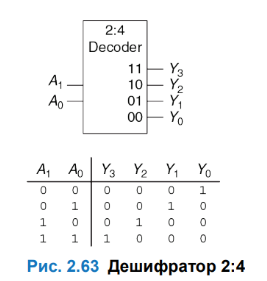 2:4
Decoder
11 Y₃
A₁ 10 Y₂
A₀ 01 Y₁
00 Y₀
A₁ A₀ Y₃ Y₂ Y₁ Y₀
0 0 0 0 0 1
0 1 0 0 1 0
1 0 0 1 0 0
1 1 1 0 0 0
Рис. 2.63 Дешифратор 2:4